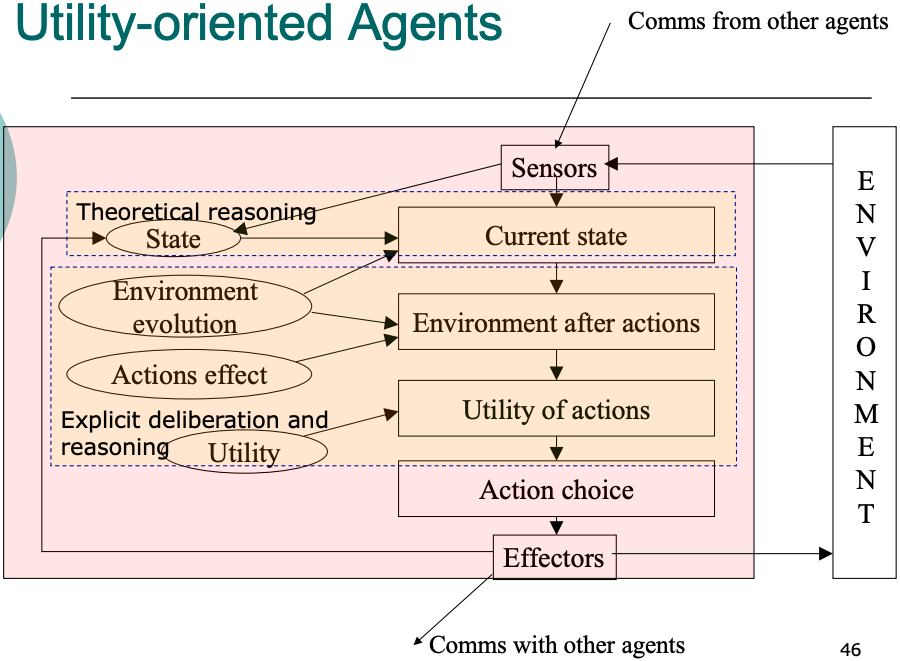 Utility-oriented Agents
Comms from other agents
Sensors
Theoretical reasoning
State
Current state
Environment
evolution
Environment after actions
Actions effect
Explicit deliberation and
reasoning
Utility
Utility of actions
Action choice
Effectors
E
N
V
I
R
O
N
M
E
N
T
Comms with other agents
46